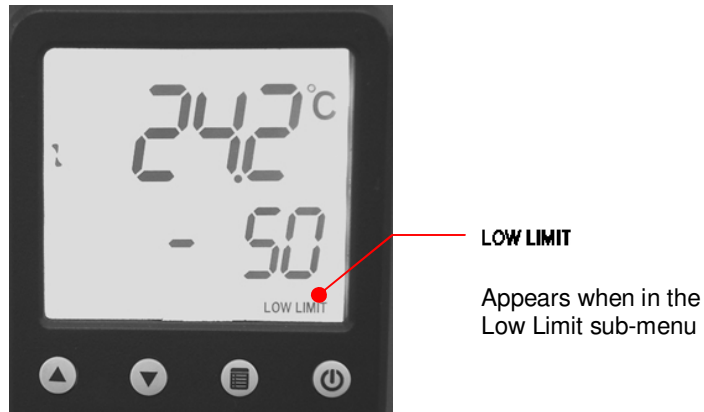 24.2 °C
- 50
LOW LIMIT
LOW LIMIT
Appears when in the
Low Limit sub-menu